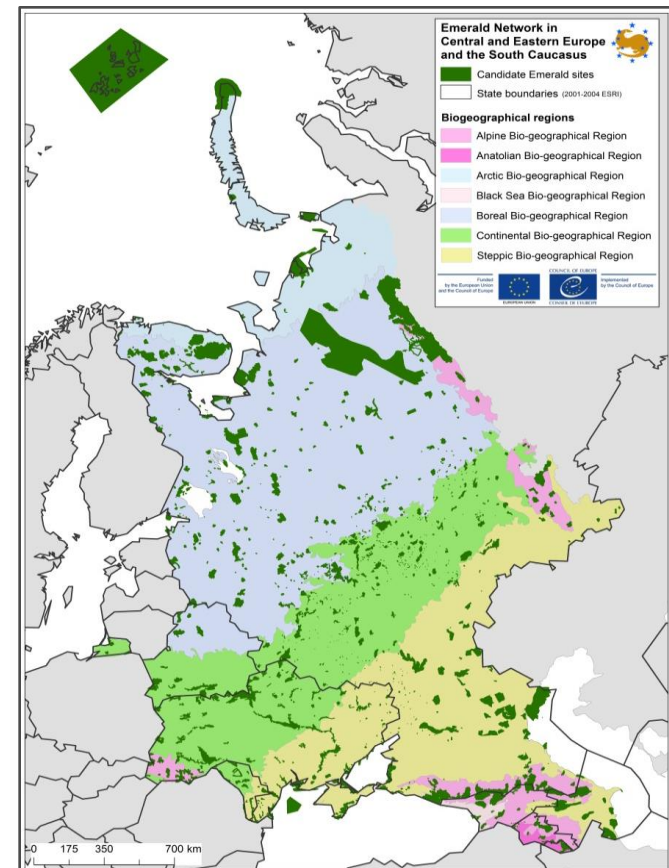 Emerald Network in
Central and Eastern Europe
and the South Caucasus
Candidate Emerald sites
State boundaries (2001-2004 ESRI)
Biogeographical regions
Alpine Bio-geographical Region
Anatolian Bio-geographical Region
Arctic Bio-geographical Region
Black Sea Bio-geographical Region
Boreal Bio-geographical Region
Continental Bio-geographical Region
Steppic Bio-geographical Region
Funded
by the European Union
and the Council of Europe
EUROPEAN UNION
COUNCIL OF EUROPE
CONSEIL DE L'EUROPE
Implemented
by the Council of Europe
0 175 350 700 km